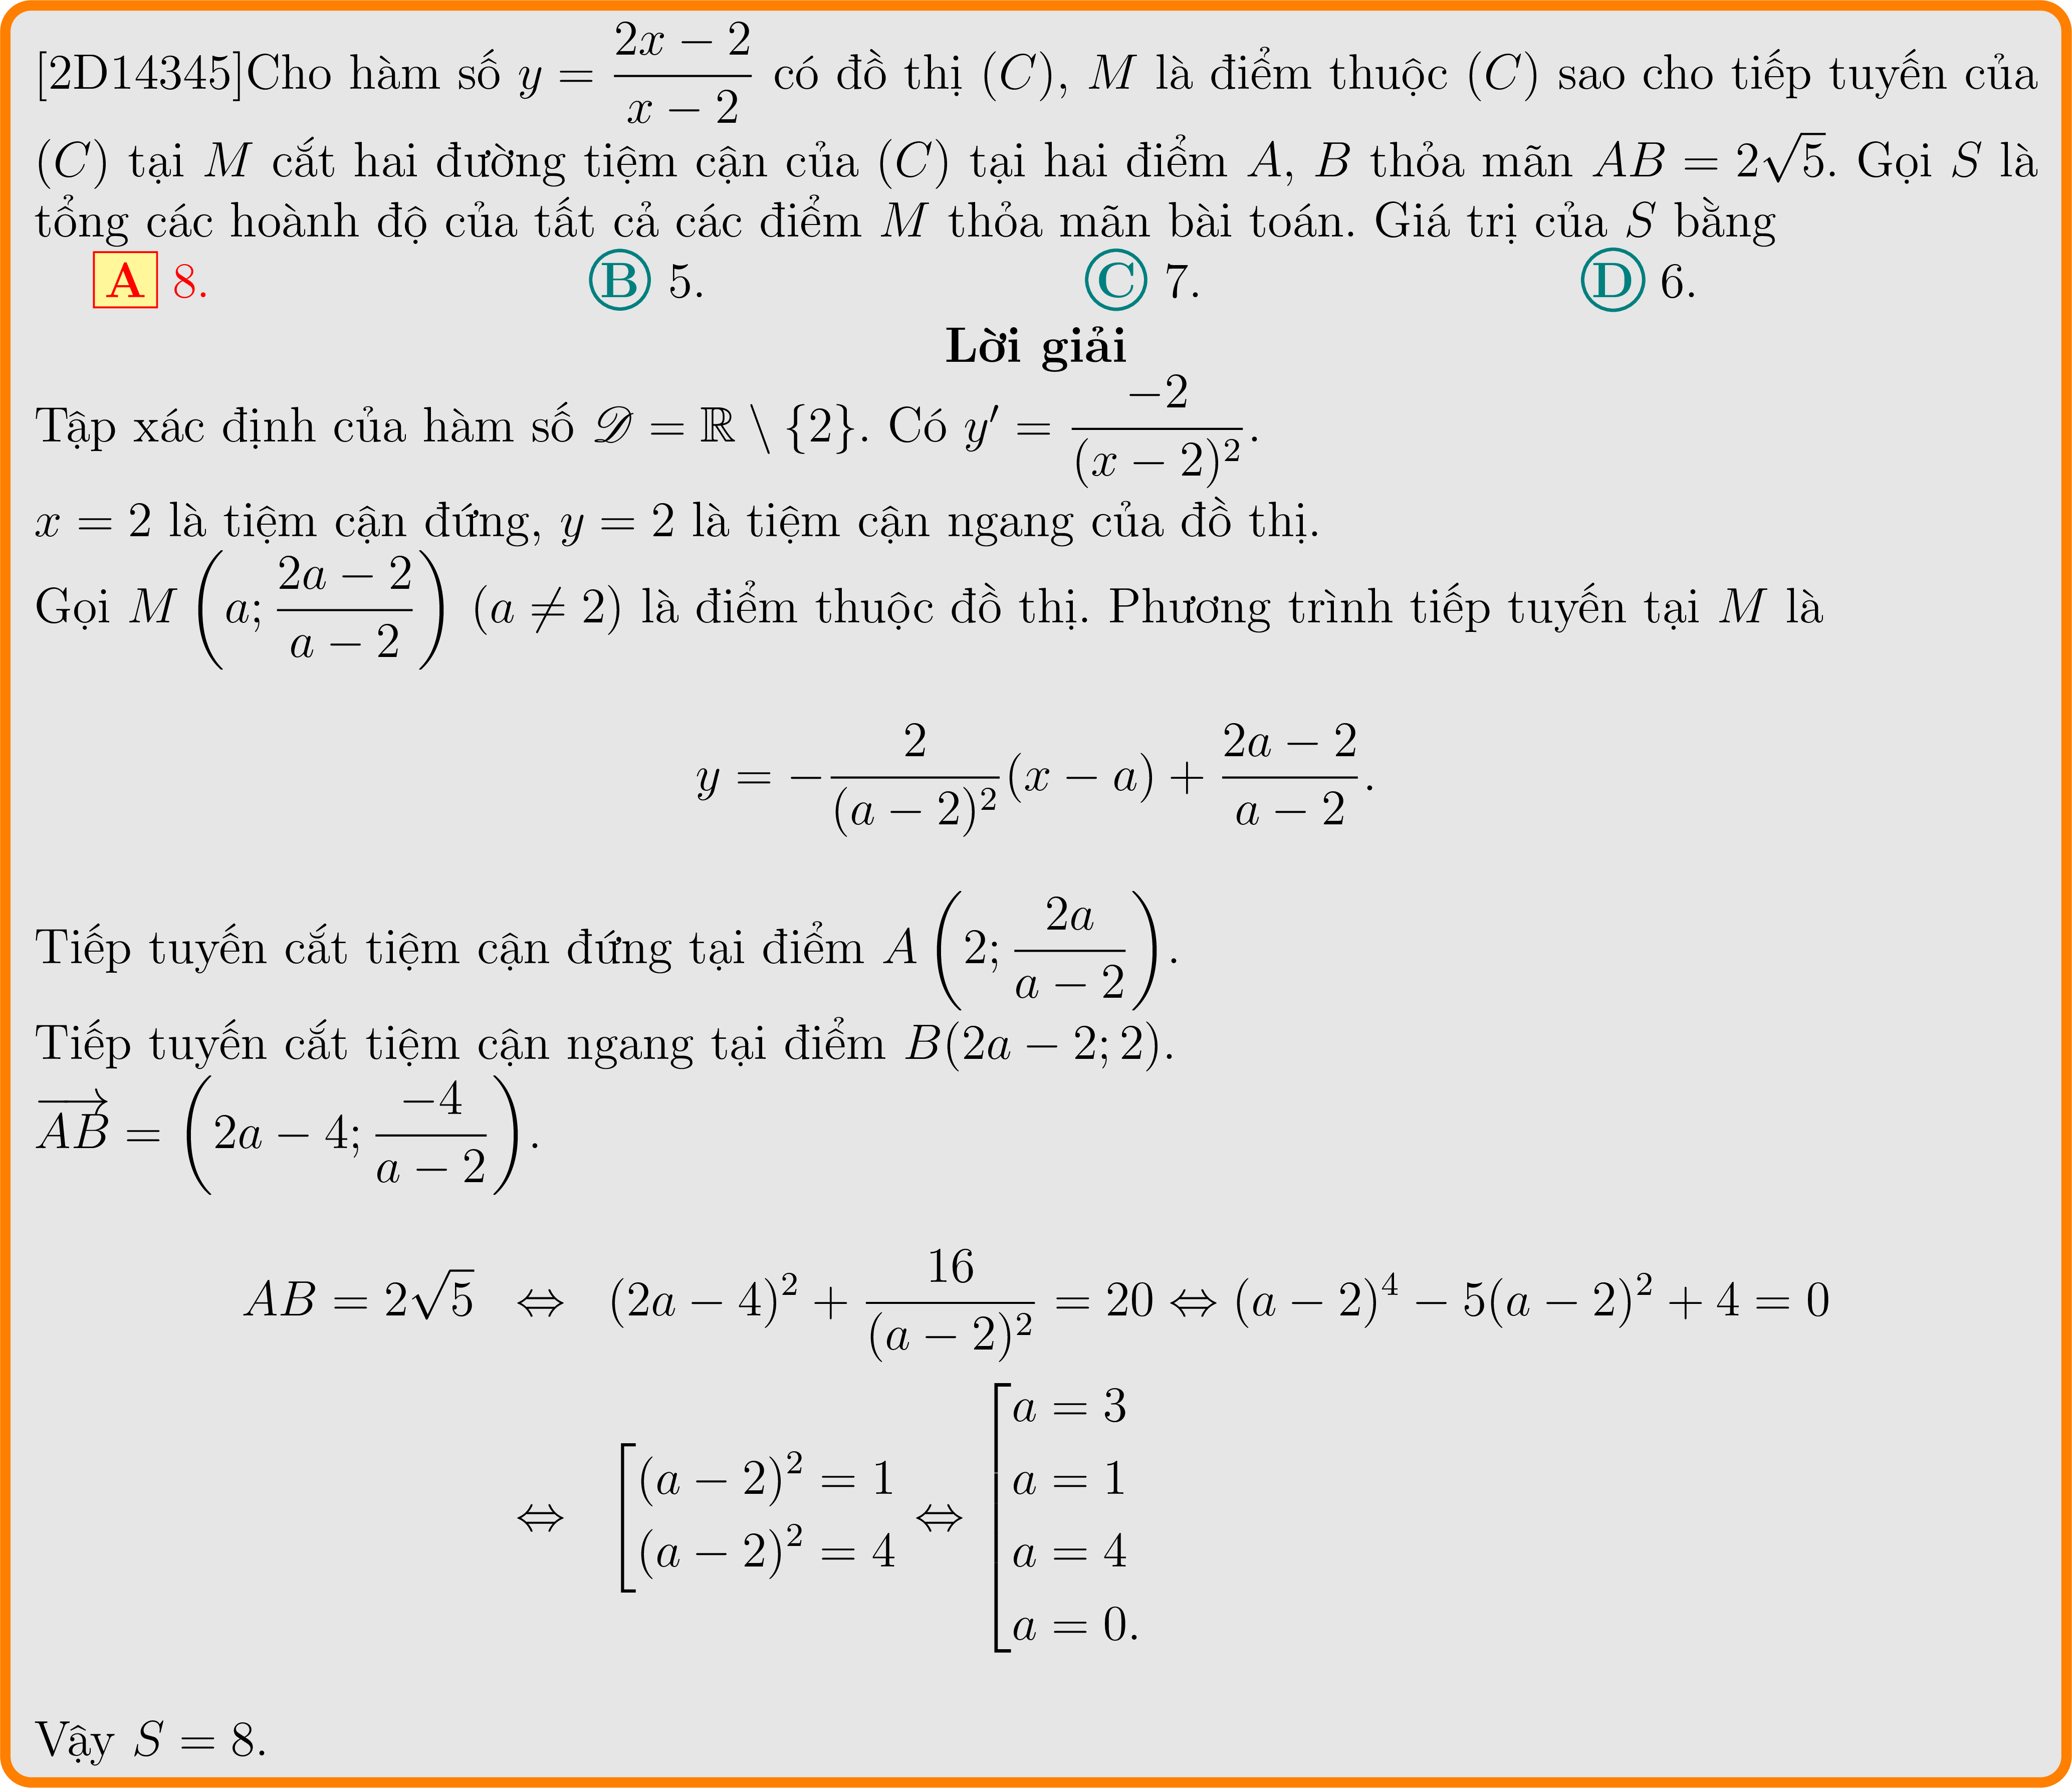 [2D14345]Cho hàm số $y = \dfrac{2x-2}{x-2}$ có đồ thị $(C)$, $M$ là điểm thuộc $(C)$ sao cho tiếp tuyến của
$(C)$ tại $M$ cắt hai đường tiệm cận của $(C)$ tại hai điểm $A$, $B$ thỏa mãn $AB = 2\sqrt{5}$. Gọi $S$ là
tổng các hoành độ của tất cả các điểm $M$ thỏa mãn bài toán. Giá trị của $S$ bằng
A 8. B 5. C 7. D 6.
Lời giải
Tập xác định của hàm số $\mathscr{D} = \mathbb{R} \setminus \{2\}$. Có $y' = \dfrac{-2}{(x-2)^2}$.
$x = 2$ là tiệm cận đứng, $y = 2$ là tiệm cận ngang của đồ thị.
Gọi $M\left(a; \dfrac{2a-2}{a-2}\right)$ $(a \neq 2)$ là điểm thuộc đồ thị. Phương trình tiếp tuyến tại $M$ là
$y = -\dfrac{2}{(a-2)^2}(x-a) + \dfrac{2a-2}{a-2}.$
Tiếp tuyến cắt tiệm cận đứng tại điểm $A\left(2; \dfrac{2a}{a-2}\right)$.
Tiếp tuyến cắt tiệm cận ngang tại điểm $B(2a-2; 2)$.
$\overrightarrow{AB} = \left(2a-4; \dfrac{-4}{a-2}\right)$.
$AB = 2\sqrt{5} \Leftrightarrow (2a-4)^2 + \dfrac{16}{(a-2)^2} = 20 \Leftrightarrow (a-2)^4 - 5(a-2)^2 + 4 = 0$
$\Leftrightarrow \left[\begin{array}{l}(a-2)^2 = 1\\(a-2)^2 = 4\end{array}\right. \Leftrightarrow \left[\begin{array}{l}a = 3\\a = 1\\a = 4\\a = 0.\end{array}\right.$
Vậy $S = 8$.